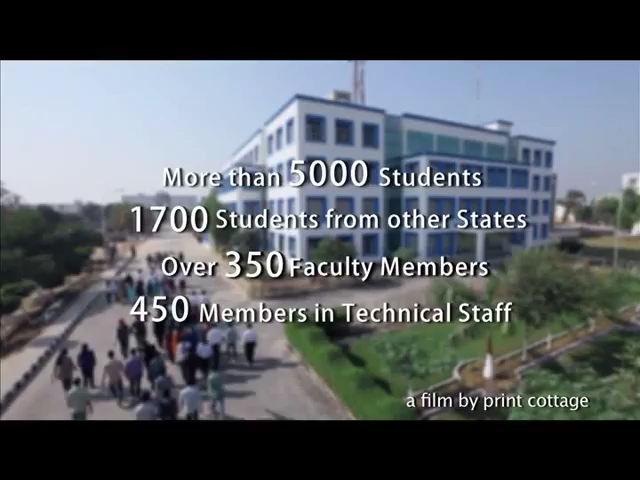 More than 5000 Students
1700 Students from other States
Over 350 Faculty Members
450 Members in Technical Staff
a film by print cottage